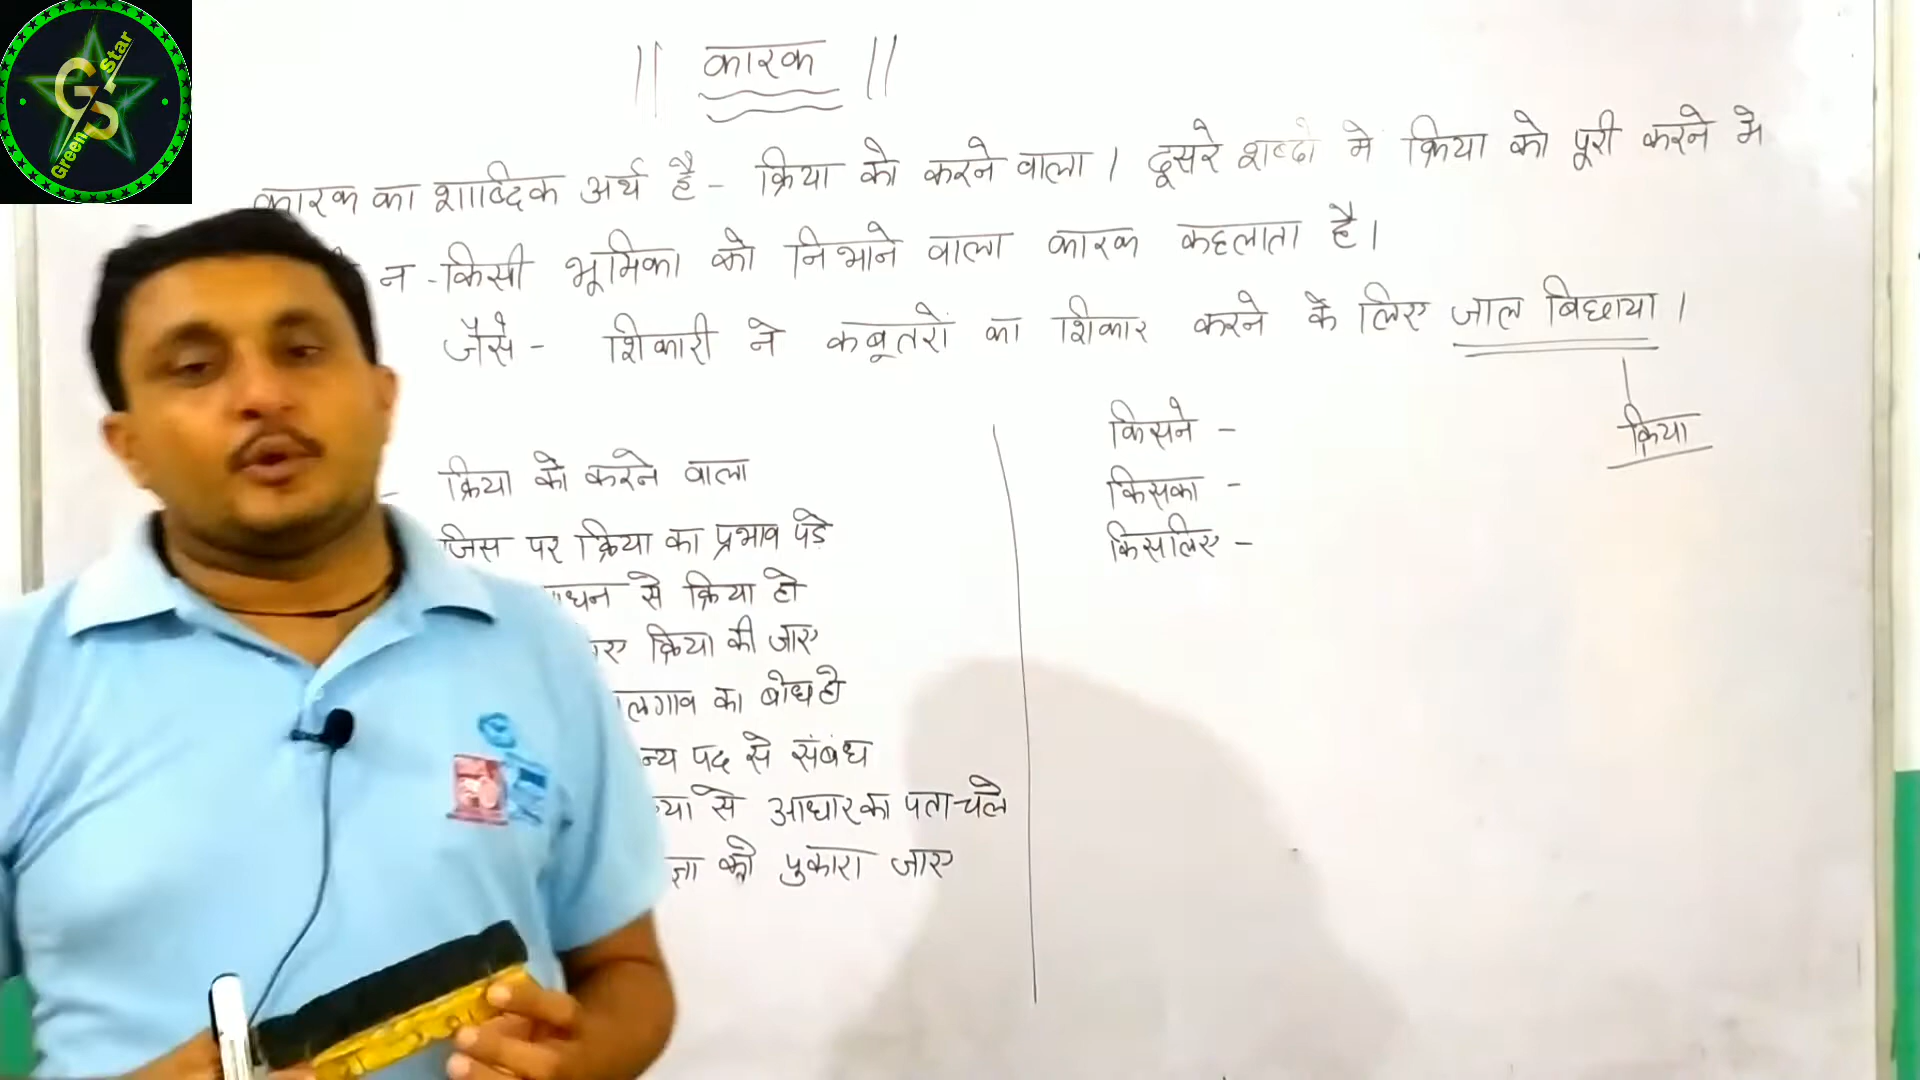 Green star
GS
|| कारक ||
कारक का शाब्दिक अर्थ है - क्रिया को करने वाला । दूसरे शब्दो मे क्रिया को पूरी करने मे
न - किसी भूमिका को निभाने वाला कारक कहलाता है ।
जैसे - शिकारी ने कबूतरों का शिकार करने के लिए जाल बिछाया ।
क्रिया
- क्रिया को करने वाला
जिस पर क्रिया का प्रभाव पड़े
से क्रिया हो
क्रिया की जाए
का बोध हो
पद से संबंध
से आधार का पता चले
को पुकारा जाए
किसने -
किसका -
किसलिए -